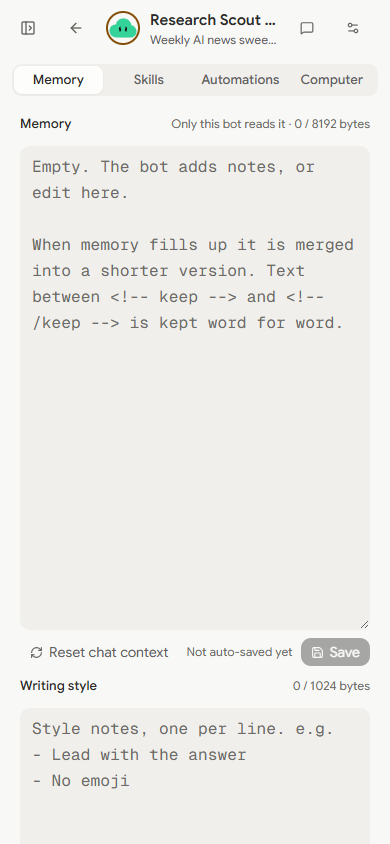 Research Scout ...
Weekly AI news swee...
Memory
Skills
Automations
Computer
Memory
Only this bot reads it · 0 / 8192 bytes
Empty. The bot adds notes, or
edit here.
When memory fills up it is merged
into a shorter version. Text
between <!-- keep --> and <!--
/keep --> is kept word for word.
Reset chat context
Not auto-saved yet
Save
Writing style
0 / 1024 bytes
Style notes, one per line. e.g.
- Lead with the answer
- No emoji